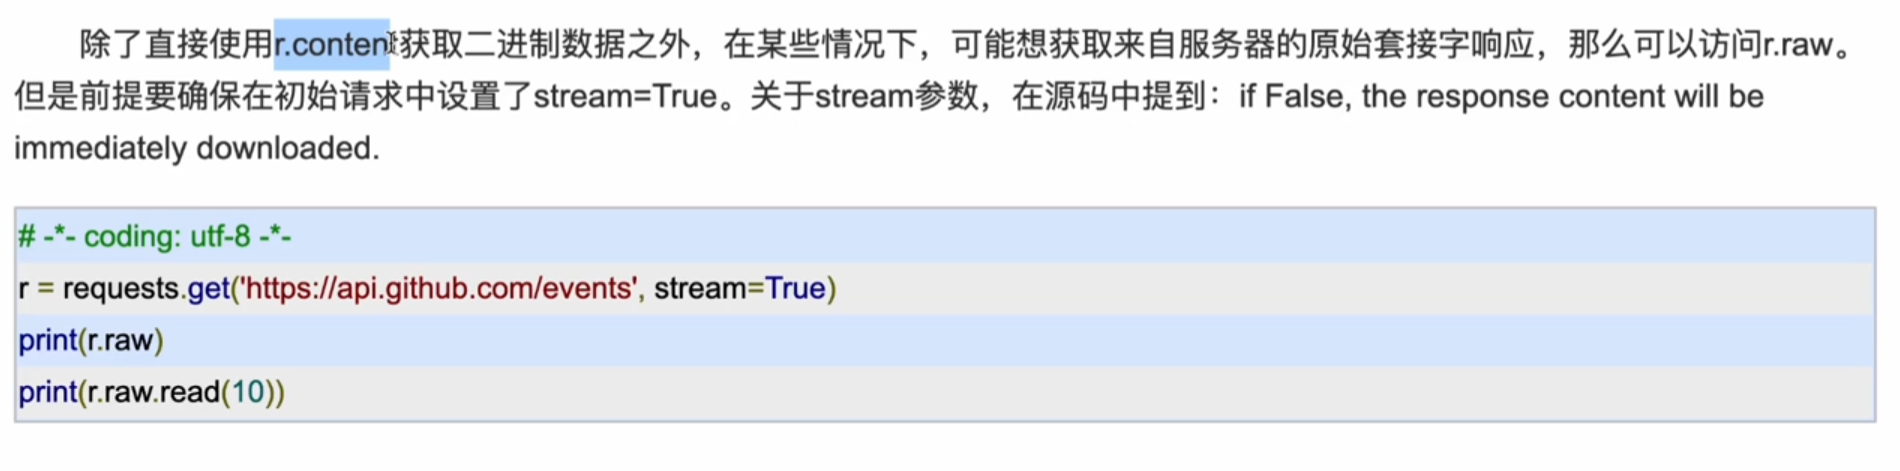 除了直接使用r.content获取二进制数据之外，在某些情况下，可能想获取来自服务器的原始套接字响应，那么可以访问r.raw。
但是前提要确保在初始请求中设置了stream=True。关于stream参数，在源码中提到：if False, the response content will be
immediately downloaded.
# -*- coding: utf-8 -*-
r = requests.get('https://api.github.com/events', stream=True)
print(r.raw)
print(r.raw.read(10))